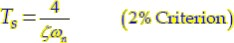 T_s = 4 / ζω_n (2% Criterion)